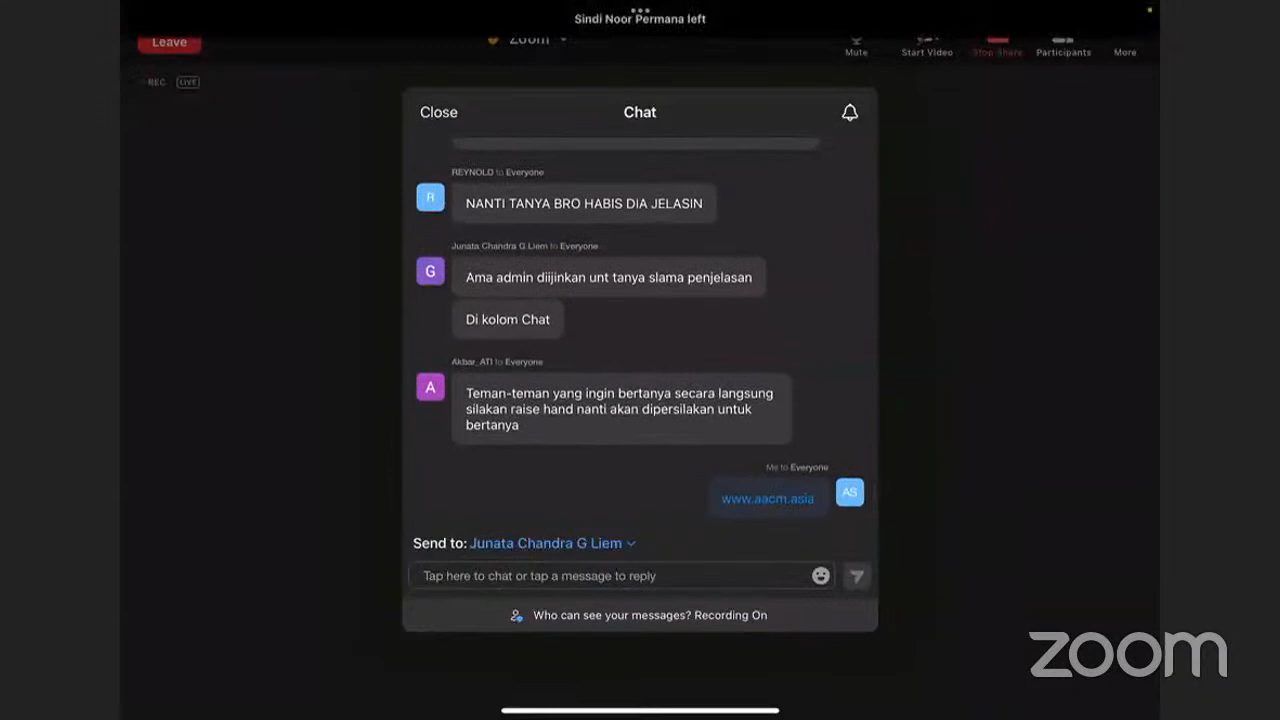 Sindi Noor Permana left
Leave
Zoom
Mute
Start Video
Stop Share
Participants
More
REC
LIVE
Close
Chat
REYNOLD to Everyone
R
NANTI TANYA BRO HABIS DIA JELASIN
Junata Chandra G Liem to Everyone
G
Ama admin diijinkan unt tanya slama penjelasan
Di kolom Chat
Akbar_ATI to Everyone
A
Teman-teman yang ingin bertanya secara langsung
silakan raise hand nanti akan dipersilakan untuk
bertanya
Me to Everyone
www.aacm.asia
AS
Send to: Junata Chandra G Liem
Tap here to chat or tap a message to reply
Who can see your messages? Recording On
zoom